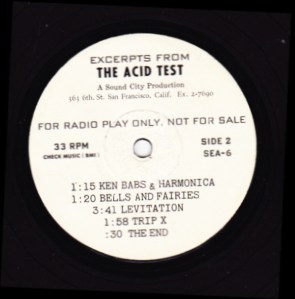 EXCERPTS FROM
THE ACID TEST
A Sound City Production
363 6th. St. San Francisco, Calif. Ex. 2-7690
FOR RADIO PLAY ONLY. NOT FOR SALE
33 RPM SIDE 2
CHECK MUSIC (BMI) SEA-6
1:15 KEN BABS & HARMONICA
1:20 BELLS AND FAIRIES
3:41 LEVITATION
1:58 TRIP X
:30 THE END